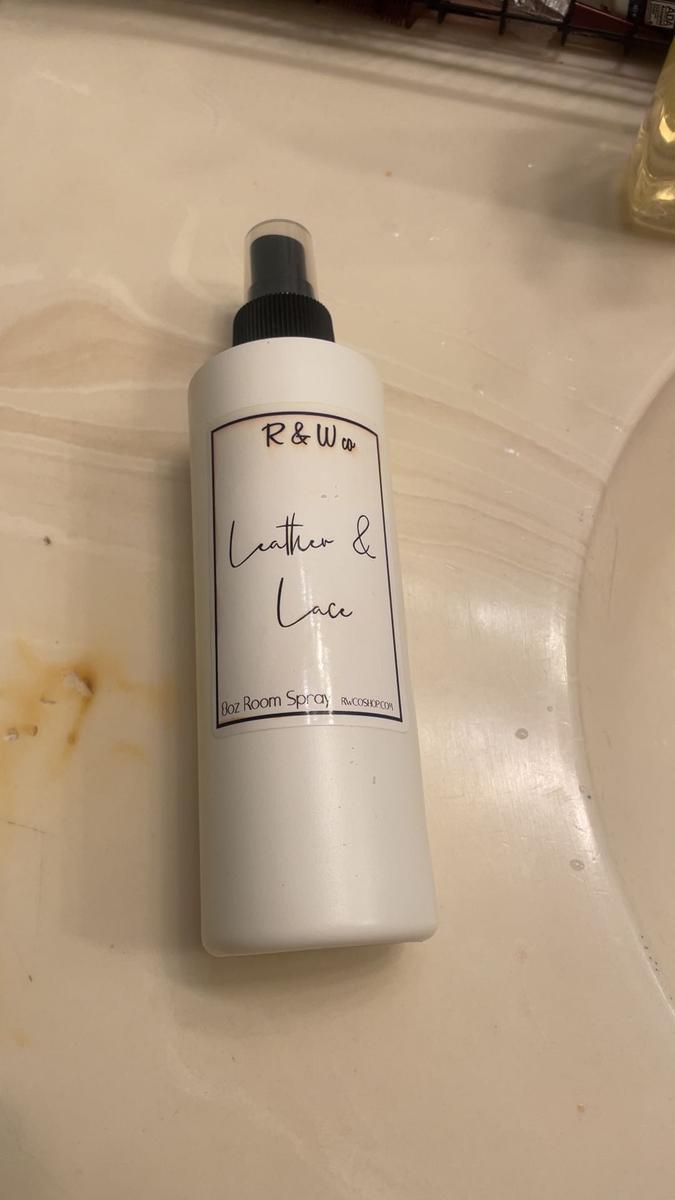 R & W co
Leather &
Lace
8oz Room Spray RWCOSHOP.COM